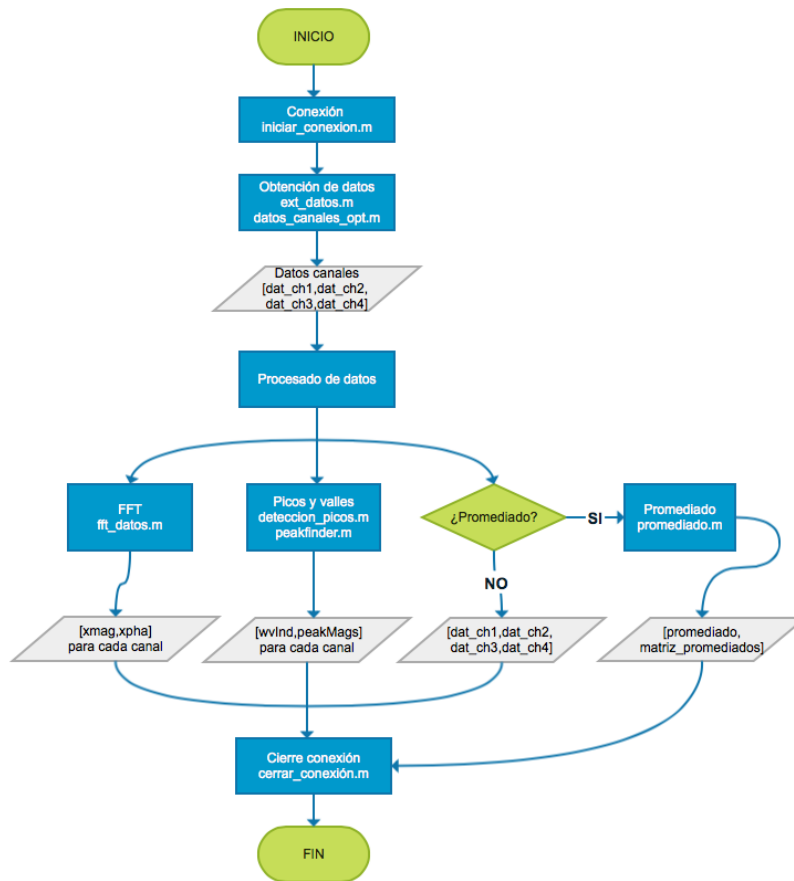 INICIO
Conexión
iniciar_conexion.m
Obtención de datos
ext_datos.m
datos_canales_opt.m
Datos canales
[dat_ch1,dat_ch2,
dat_ch3,dat_ch4]
Procesado de datos
FFT
fft_datos.m
Picos y valles
deteccion_picos.m
peakfinder.m
¿Promediado?
SI
Promediado
promediado.m
NO
[xmag,xpha]
para cada canal
[wvInd,peakMags]
para cada canal
[dat_ch1,dat_ch2,
dat_ch3,dat_ch4]
[promediado,
matriz_promediados]
Cierre conexión
cerrar_conexión.m
FIN